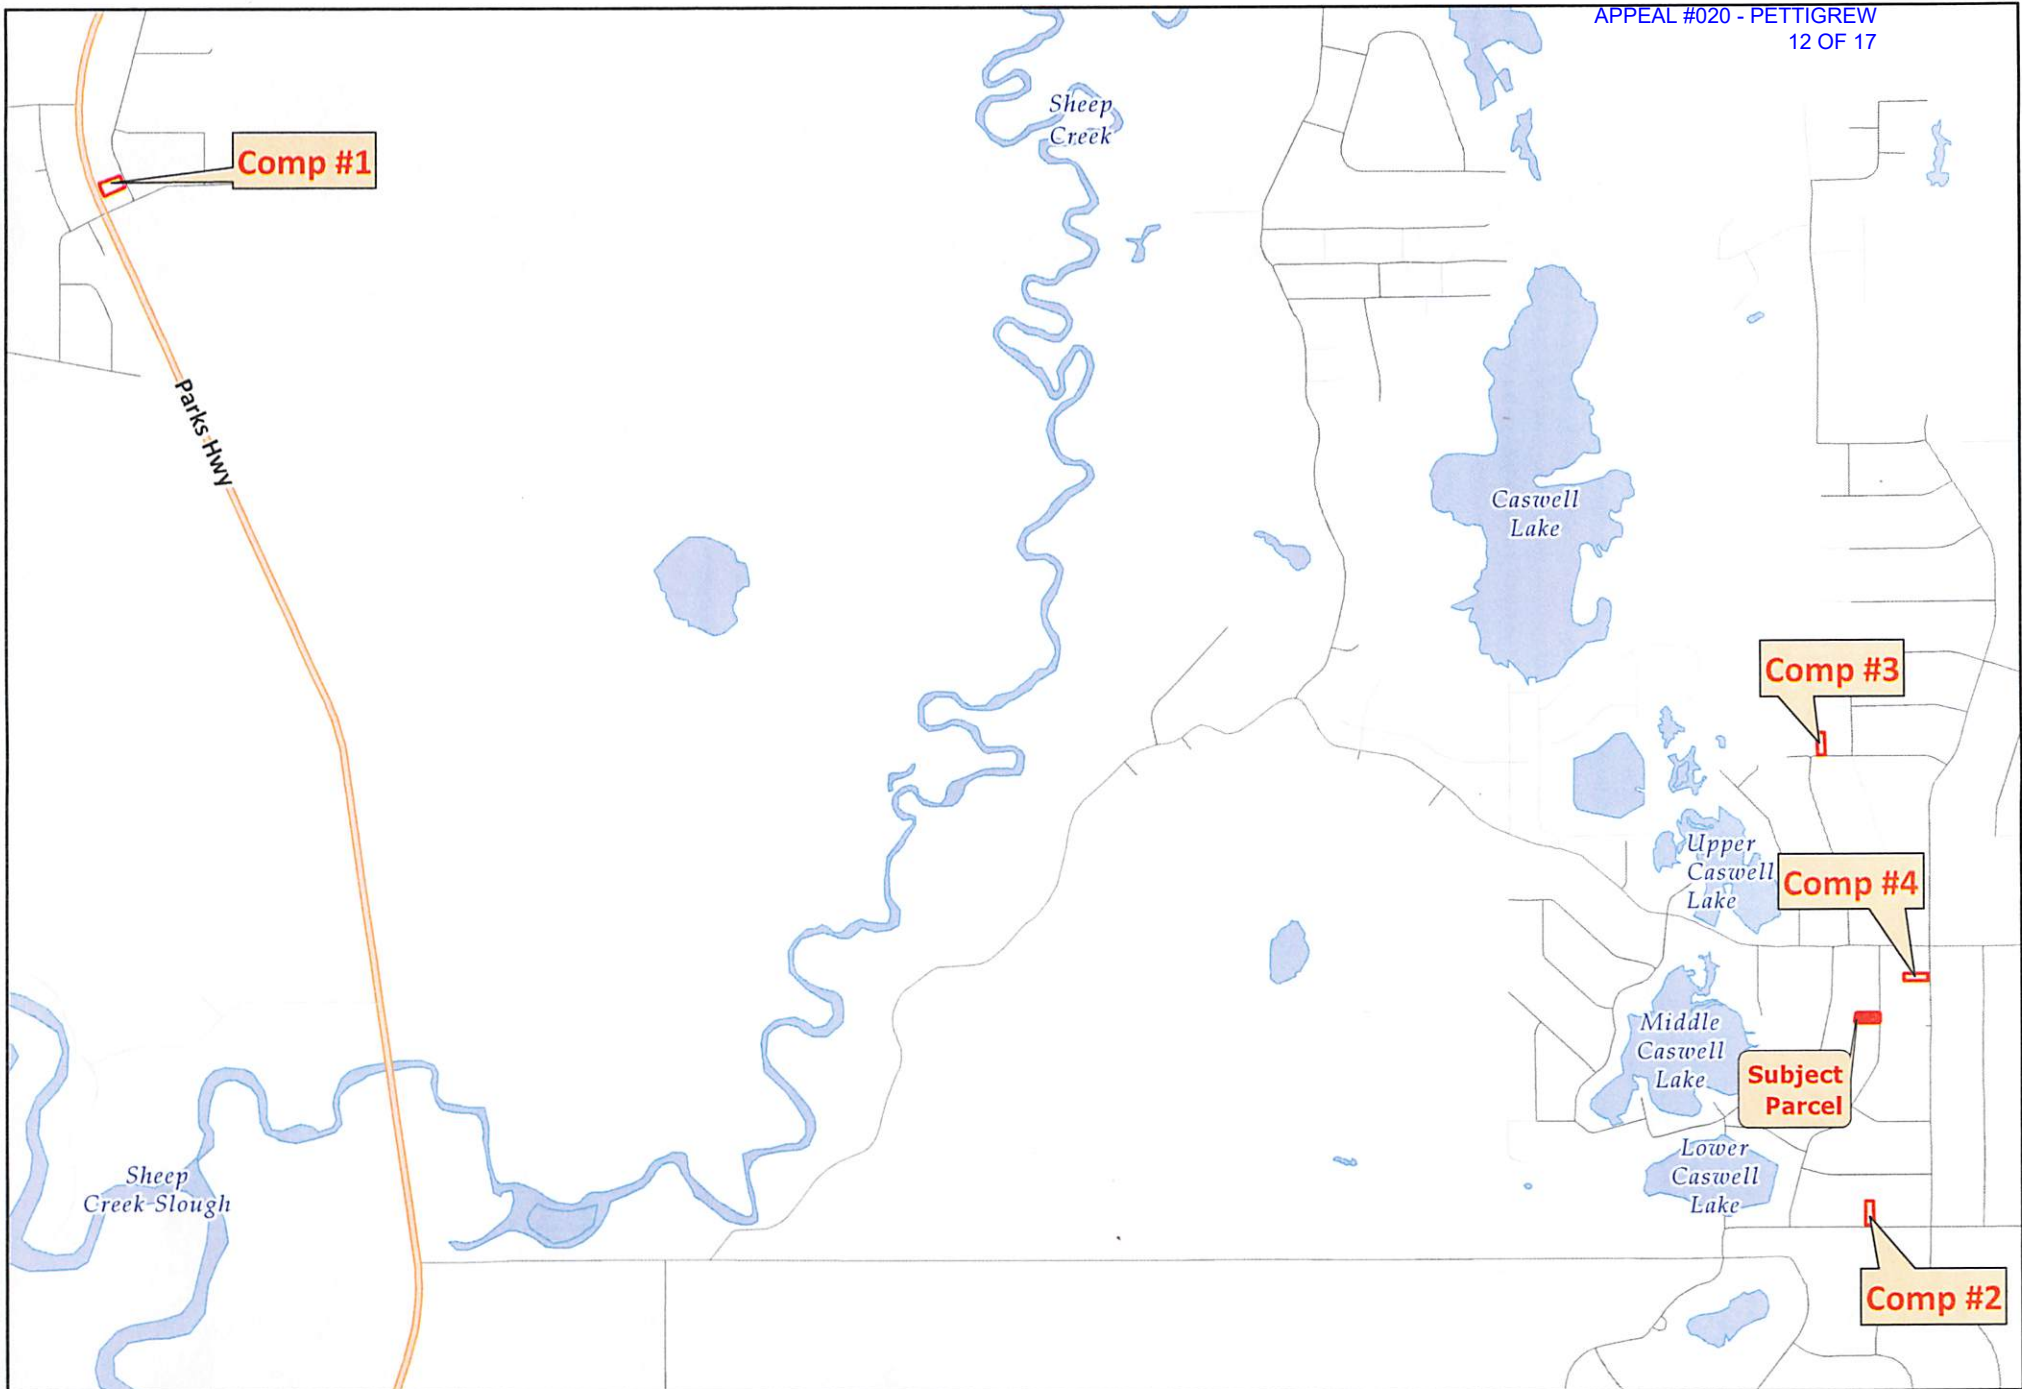 APPEAL #020 - PETTIGREW
12 OF 17
Sheep
Creek
Comp #1
Parks Hwy
Caswell
Lake
Comp #3
Upper
Caswell
Lake
Comp #4
Middle
Caswell
Lake
Subject
Parcel
Lower
Caswell
Lake
Sheep
Creek Slough
Comp #2